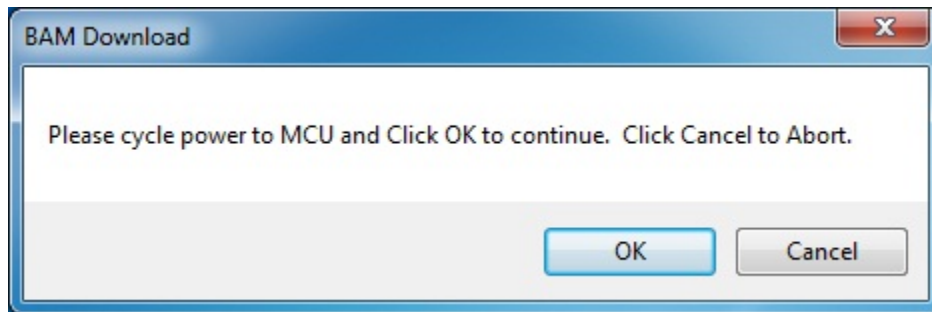 BAM Download
Please cycle power to MCU and Click OK to continue.  Click Cancel to Abort.
OK
Cancel